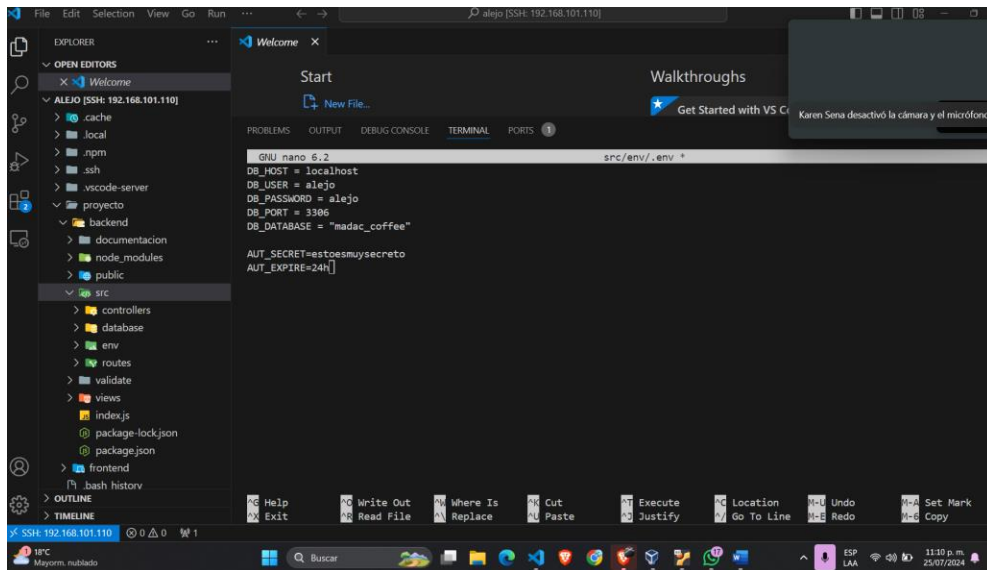 File Edit Selection View Go Run ... alejo [SSH: 192.168.101.110]
EXPLORER ...
OPEN EDITORS
Welcome
ALEJO [SSH: 192.168.101.110]
.cache
.local
.npm
.ssh
.vscode-server
proyecto
backend
documentacion
node_modules
public
src
controllers
database
env
routes
validate
views
index.js
package-lock.json
package.json
frontend
.bash history
OUTLINE
TIMELINE
Welcome
Start
New File...
Walkthroughs
Get Started with VS Co
Karen Sena desactivó la cámara y el micrófono
PROBLEMS OUTPUT DEBUG CONSOLE TERMINAL PORTS 1
GNU nano 6.2 src/env/.env *
DB_HOST = localhost
DB_USER = alejo
DB_PASSWORD = alejo
DB_PORT = 3306
DB_DATABASE = "madac_coffee"
AUT_SECRET=estoesmuysecreto
AUT_EXPIRE=24h
^G Help ^O Write Out ^W Where Is ^K Cut ^T Execute ^C Location M-U Undo M-A Set Mark
^X Exit ^R Read File ^\ Replace ^U Paste ^J Justify ^/ Go To Line M-E Redo M-6 Copy
SSH: 192.168.101.110 0 0 1
18°C
Mayorm. nublado
Buscar
ESP
LAA
11:10 p. m.
25/07/2024